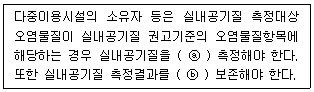 다중이용시설의 소유자 등은 실내공기질 측정대상
오염물질이 실내공기질 권고기준의 오염물질항목에
해당하는 경우 실내공기질을 ( ⓐ ) 측정해야 한다.
또한 실내공기질 측정결과를 ( ⓑ ) 보존해야 한다.